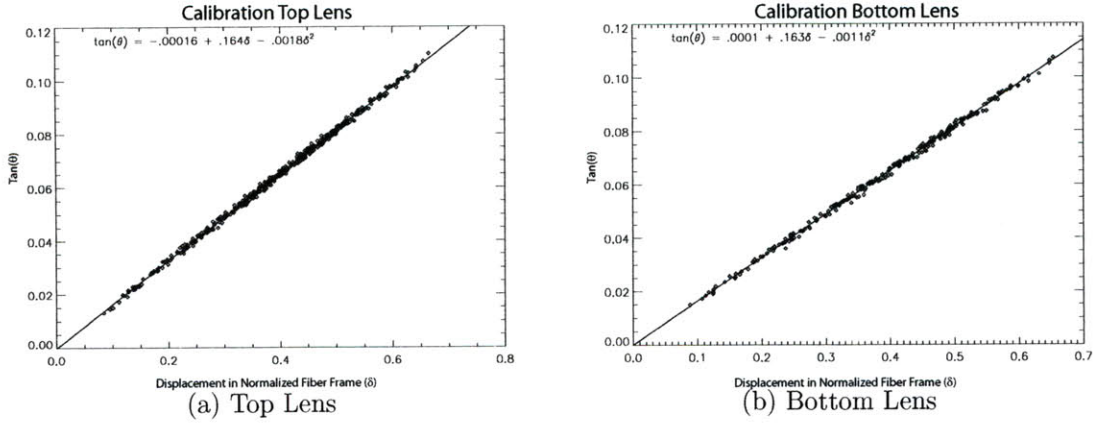 Calibration Top Lens
tan(θ) = -.00016 + .164δ - .0018δ²
0.12
0.10
0.08
0.06
0.04
0.02
0.00
Tan(θ)
0.0 0.2 0.4 0.6 0.8
Displacement in Normalized Fiber Frame (δ)
(a) Top Lens
Calibration Bottom Lens
tan(θ) = .0001 + .163δ - .0011δ²
0.12
0.10
0.08
0.06
0.04
0.02
0.00
Tan(θ)
0.0 0.1 0.2 0.3 0.4 0.5 0.6 0.7
Displacement in Normalized Fiber Frame (δ)
(b) Bottom Lens